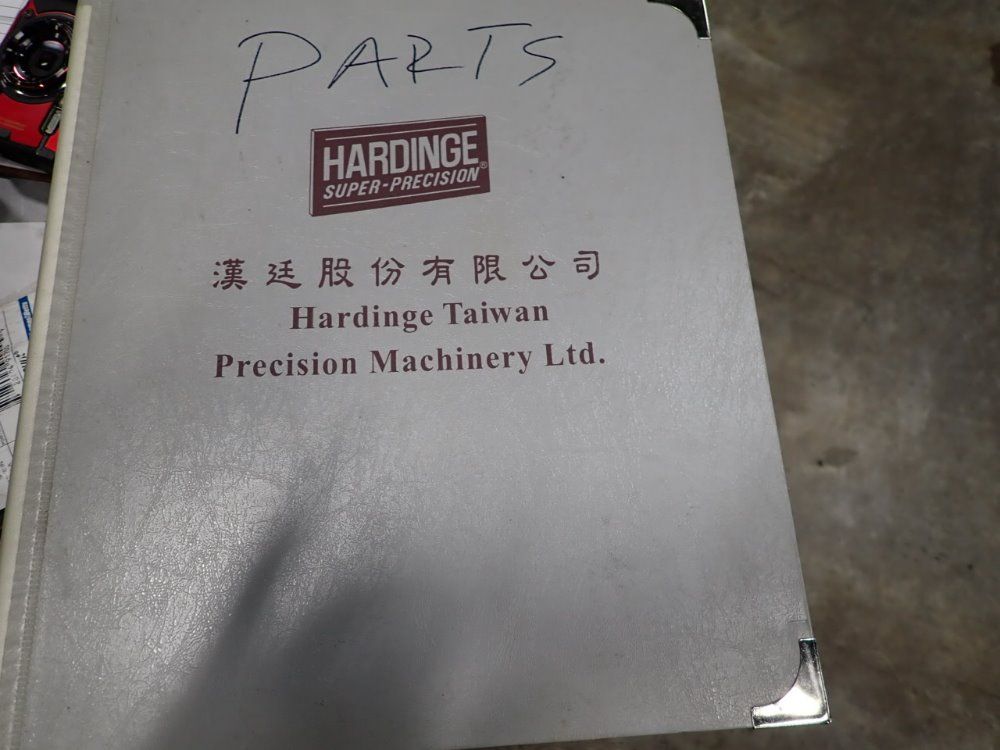 PARTS
HARDINGE®
SUPER-PRECISION
漢廷股份有限公司
Hardinge Taiwan
Precision Machinery Ltd.